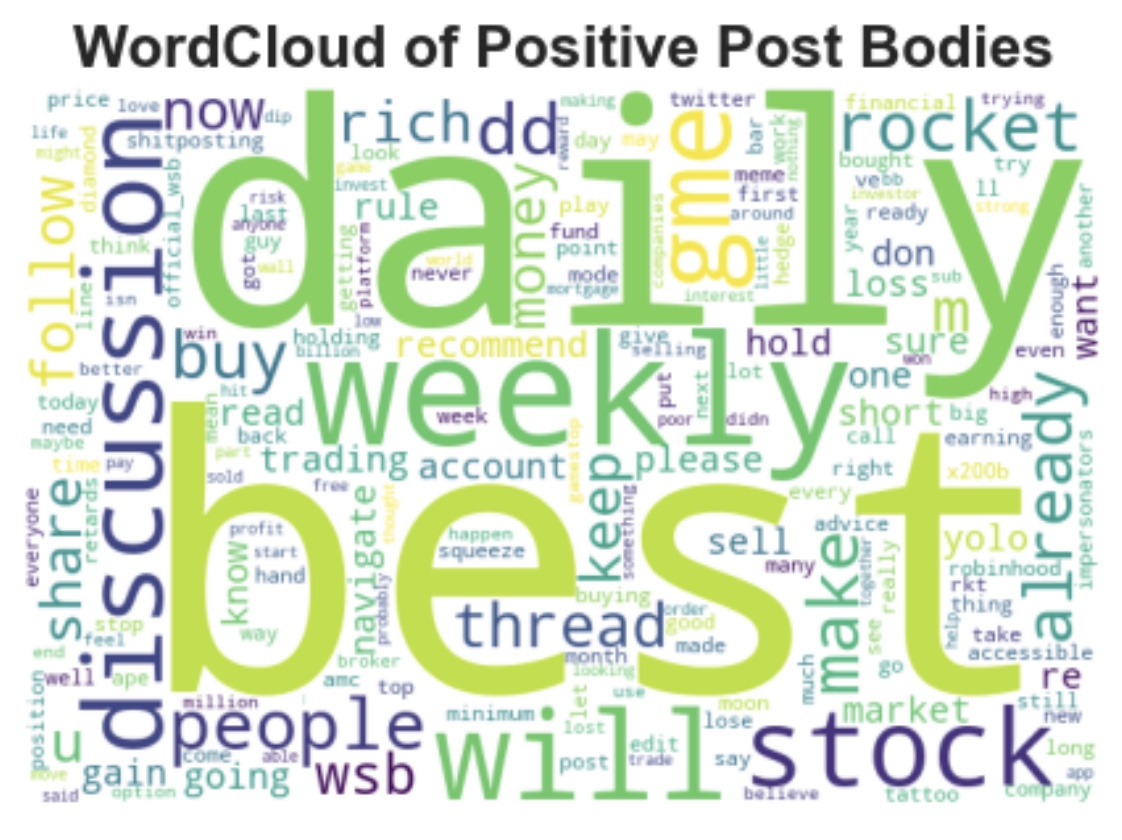 WordCloud of Positive Post Bodies
price love now dip rich dd making daily twitter financial trying
life shitposting look reward day may gme bar work nothing rocket
might diamond follow discussion official_wsb risk last anyone game invest rule money play meme first bought vebb try ll
think guy got wall getting platform fund point companies around little hedge year ready investor strong another
line1 isn never world mode mortgage interest don loss sub m enough want
win buy low holding billion recommend weekly give selling hold sure won even
better hit put next lot one high
today need maybe mean read back week poor didn short big already
time pay part trading account gamestop keep please call right earning x200b
everyone share retards sold free thought navigate something every advice yolo impersonators
profit start hand know happen squeeze sell many make together really robinhood
stop feel way probably buying thread order good made see rkt thing help take accessible
end well ape broker amc top month looking let use moon much go re
position u million people minimum will lost lose market still new
move gain come going able wsb post edit trade say stock long
said option believe tattoo company app